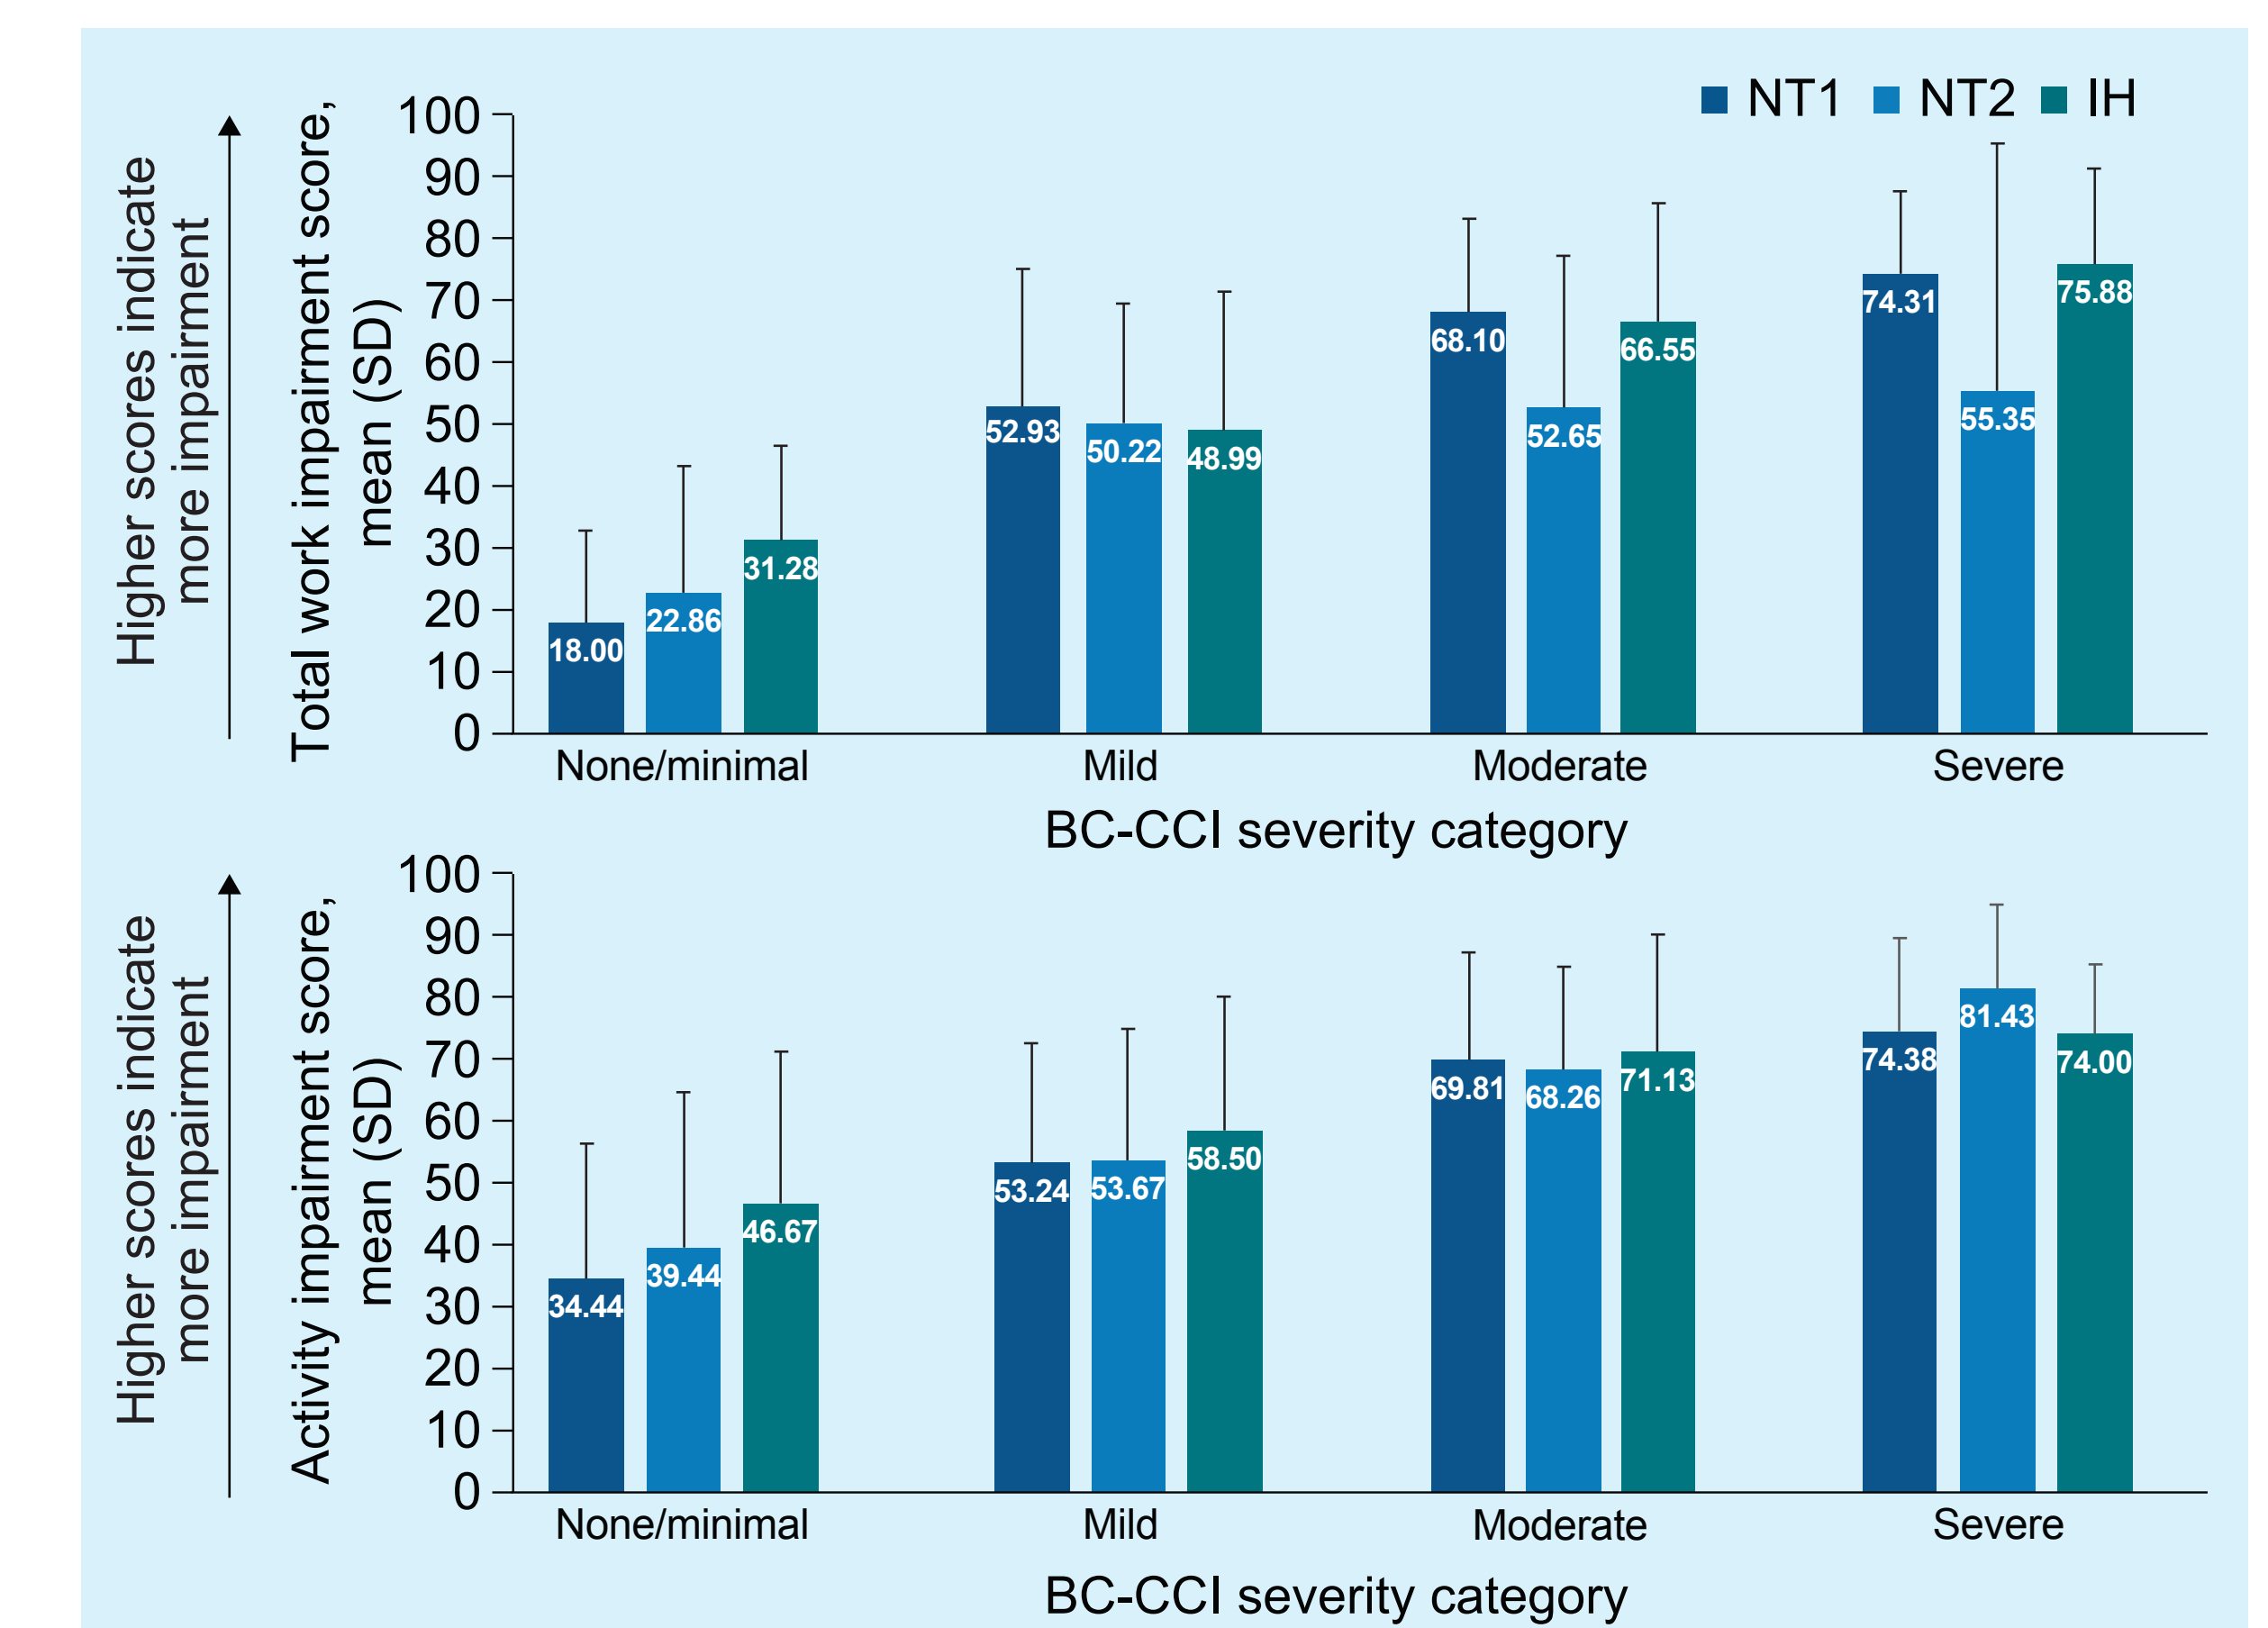 NT1 NT2 IH
Higher scores indicate
more impairment
Total work impairment score,
mean (SD)
100
90
80
70
60
50
40
30
20
10
0
18.00 22.86 31.28
52.93 50.22 48.99
68.10 52.65 66.55
74.31 55.35 75.88
None/minimal Mild Moderate Severe
BC-CCI severity category
Higher scores indicate
more impairment
Activity impairment score,
mean (SD)
100
90
80
70
60
50
40
30
20
10
0
34.44 39.44 46.67
53.24 53.67 58.50
69.81 68.26 71.13
74.38 81.43 74.00
None/minimal Mild Moderate Severe
BC-CCI severity category